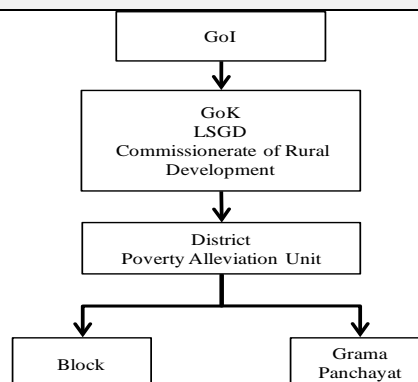 GoI
GoK
LSGD
Commissionerate of Rural
Development
District
Poverty Alleviation Unit
Block
Grama
Panchayat